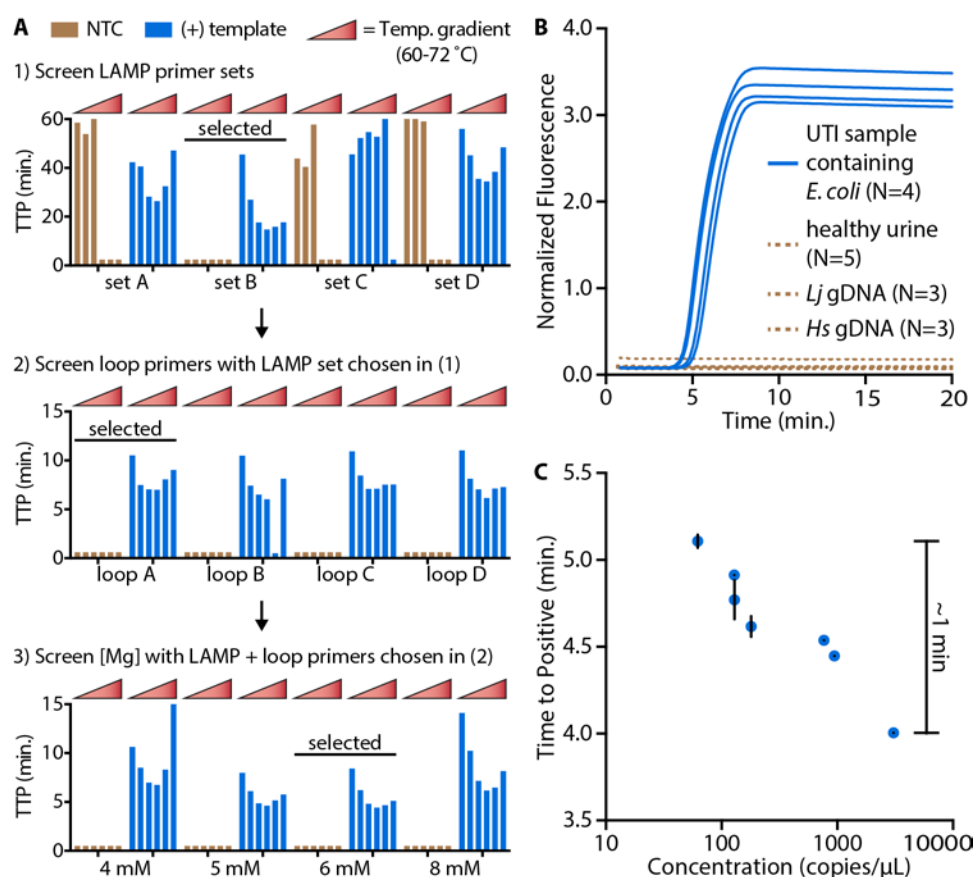 A
NTC
(+) template
= Temp. gradient
(60-72 ˚C)
1) Screen LAMP primer sets
selected
TTP (min.)
60
40
20
0
set A
set B
set C
set D
2) Screen loop primers with LAMP set chosen in (1)
selected
TTP (min.)
15
10
5
0
loop A
loop B
loop C
loop D
3) Screen [Mg] with LAMP + loop primers chosen in (2)
selected
TTP (min.)
15
10
5
0
4 mM
5 mM
6 mM
8 mM
B
Normalized Fluorescence
4.0
3.0
2.0
1.0
0.0
UTI sample
containing
E. coli (N=4)
healthy urine
(N=5)
Lj gDNA (N=3)
Hs gDNA (N=3)
0
5
10
15
20
Time (min.)
C
Time to Positive (min.)
5.5
5.0
4.5
4.0
3.5
~1 min
10
100
1000
10000
Concentration (copies/μL)